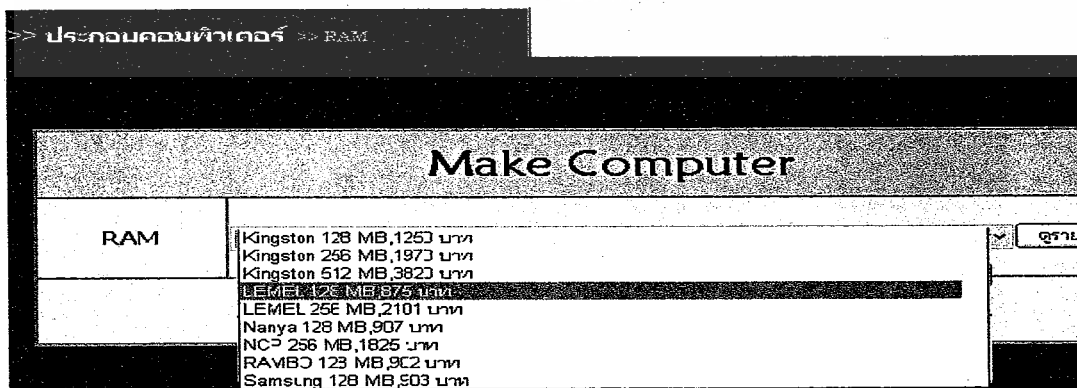 >> ประกอบคอมพิวเตอร์ >> RAM
Make Computer
RAM
Kingston 128 MB,1250 บาท
ดูราย
Kingston 256 MB,1970 บาท
Kingston 512 MB,3820 บาท
LEMEL 128 MB,875 บาท
LEMEL 256 MB,2101 บาท
Nanya 128 MB,907 บาท
NCP 256 MB,1825 บาท
RAMBO 128 MB,902 บาท
Samsung 128 MB,903 บาท